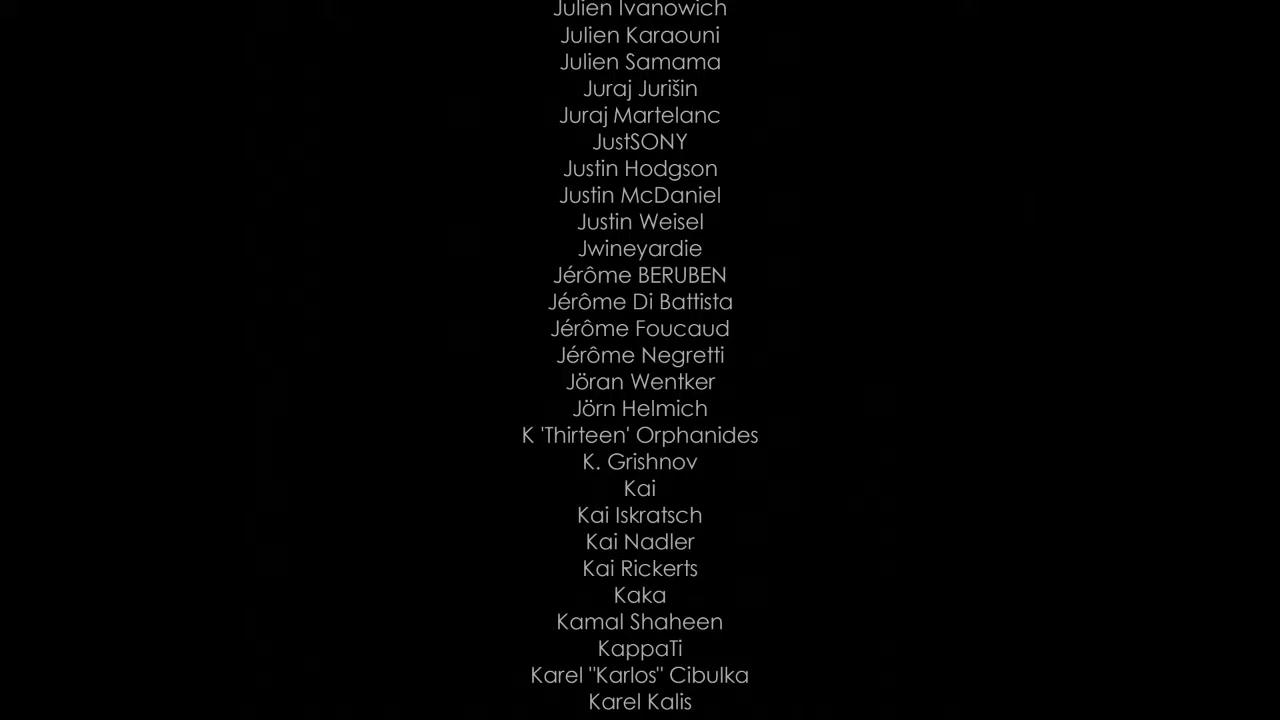 Julien Ivanowich
Julien Karaouni
Julien Samama
Juraj Jurišin
Juraj Martelanc
JustSONY
Justin Hodgson
Justin McDaniel
Justin Weisel
Jwineyardie
Jérôme BERUBEN
Jérôme Di Battista
Jérôme Foucaud
Jérôme Negretti
Jöran Wentker
Jörn Helmich
K 'Thirteen' Orphanides
K. Grishnov
Kai
Kai Iskratsch
Kai Nadler
Kai Rickerts
Kaka
Kamal Shaheen
KappaTi
Karel "Karlos" Cibulka
Karel Kalis